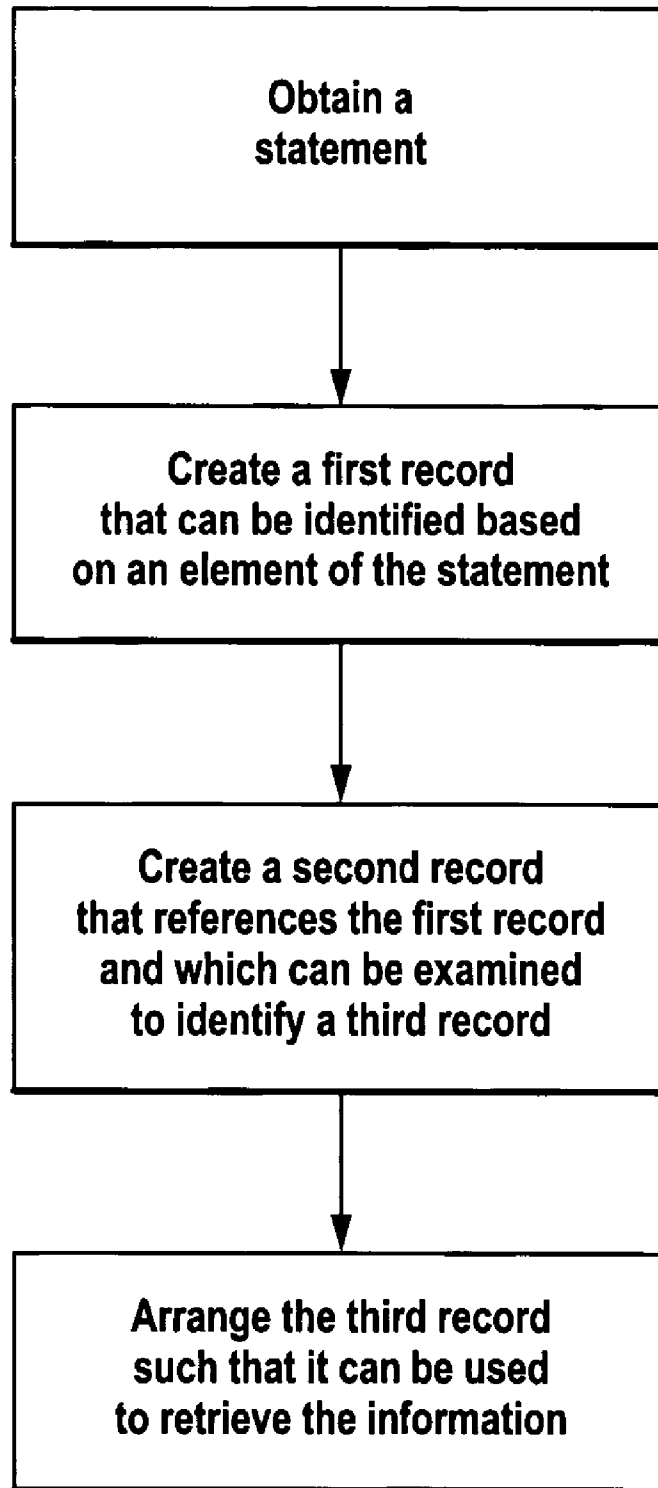 Obtain a
statement
Create a first record
that can be identified based
on an element of the statement
Create a second record
that references the first record
and which can be examined
to identify a third record
Arrange the third record
such that it can be used
to retrieve the information